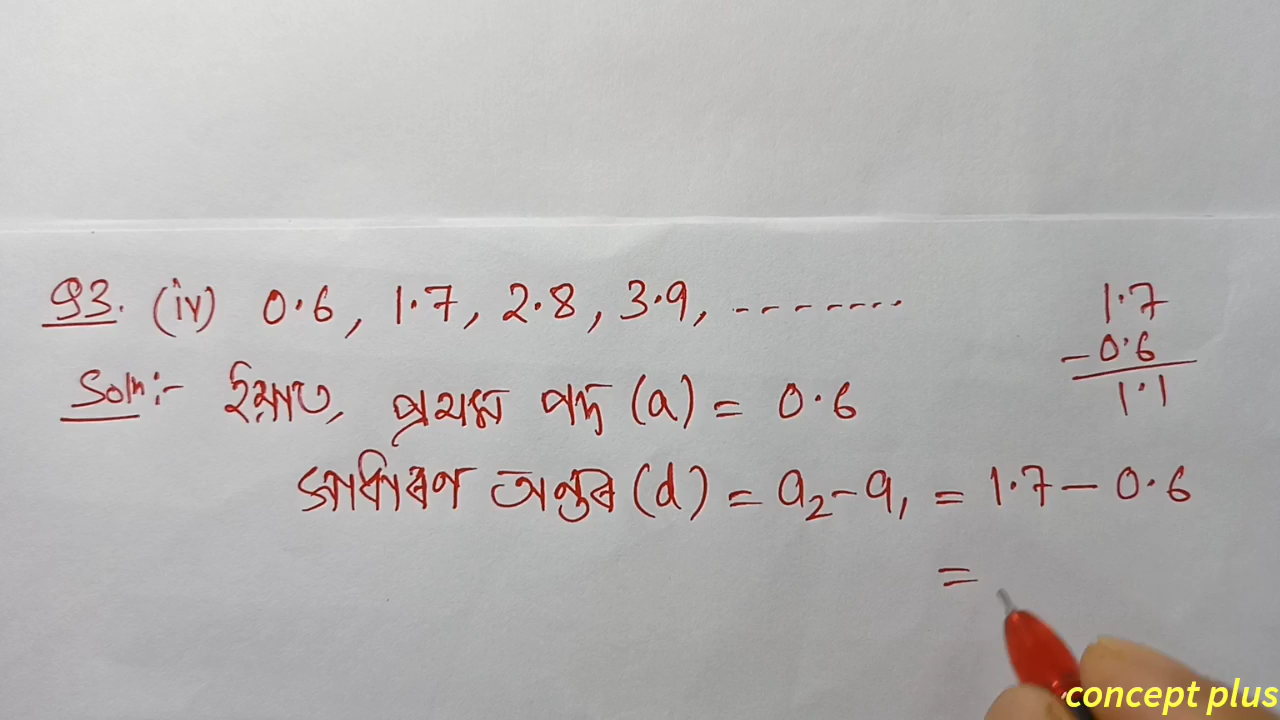 Q3. (iv) 0.6, 1.7, 2.8, 3.9, -------
Soln:- ইয়াত, প্ৰথম পদ (a) = 0.6
সাধাৰণ অন্তৰ (d) = a₂ - a₁ = 1.7 - 0.6
=
1.7
- 0.6
1.1
concept plus